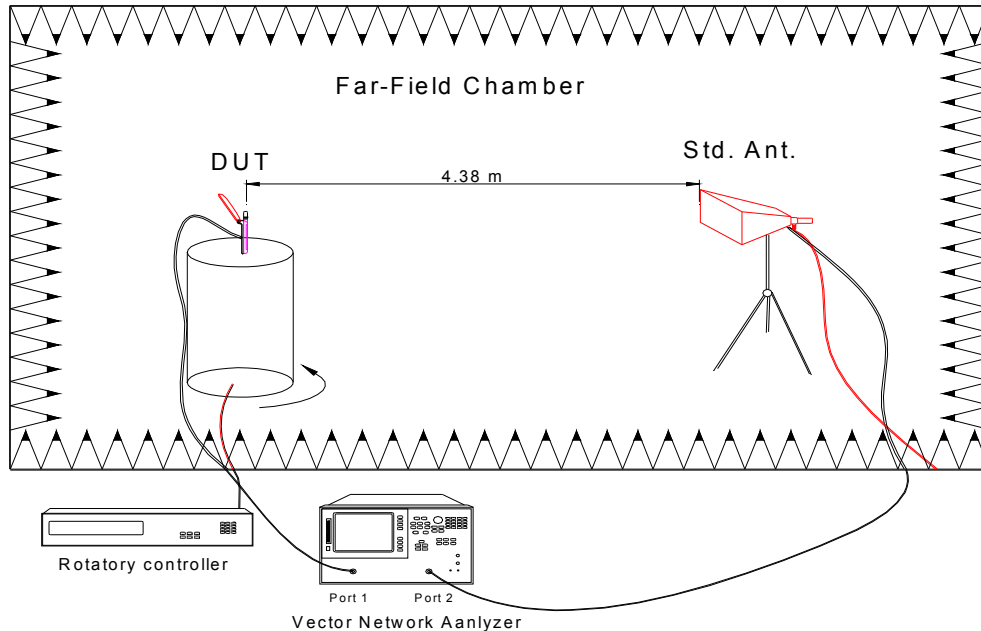 Far-Field Chamber
DUT
Std. Ant.
4.38 m
Rotatory controller
Port 1
Port 2
Vector Network Aanlyzer